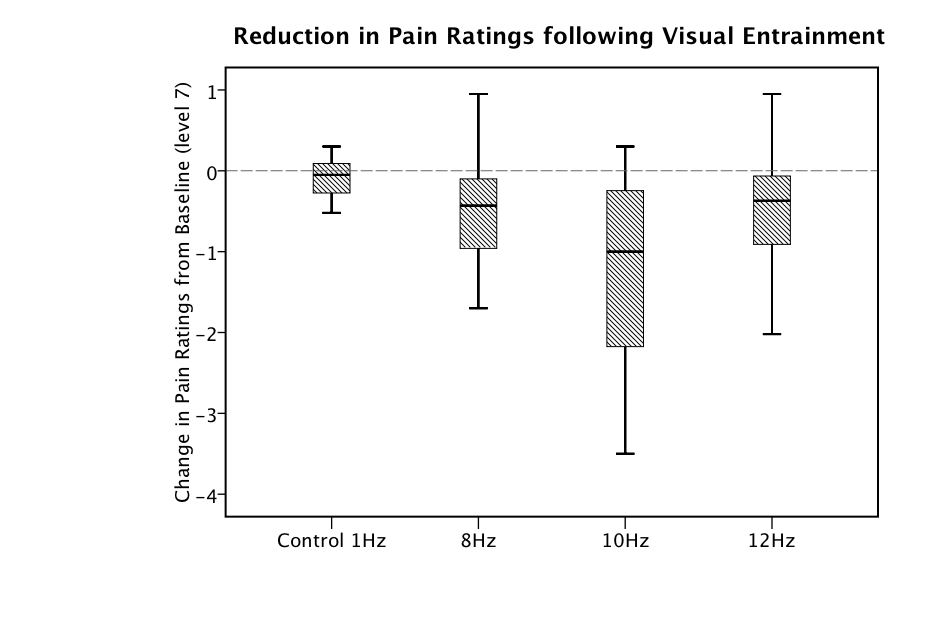 Reduction in Pain Ratings following Visual Entrainment
Change in Pain Ratings from Baseline (level 7)
1
0
−1
−2
−3
−4
Control 1Hz 8Hz 10Hz 12Hz